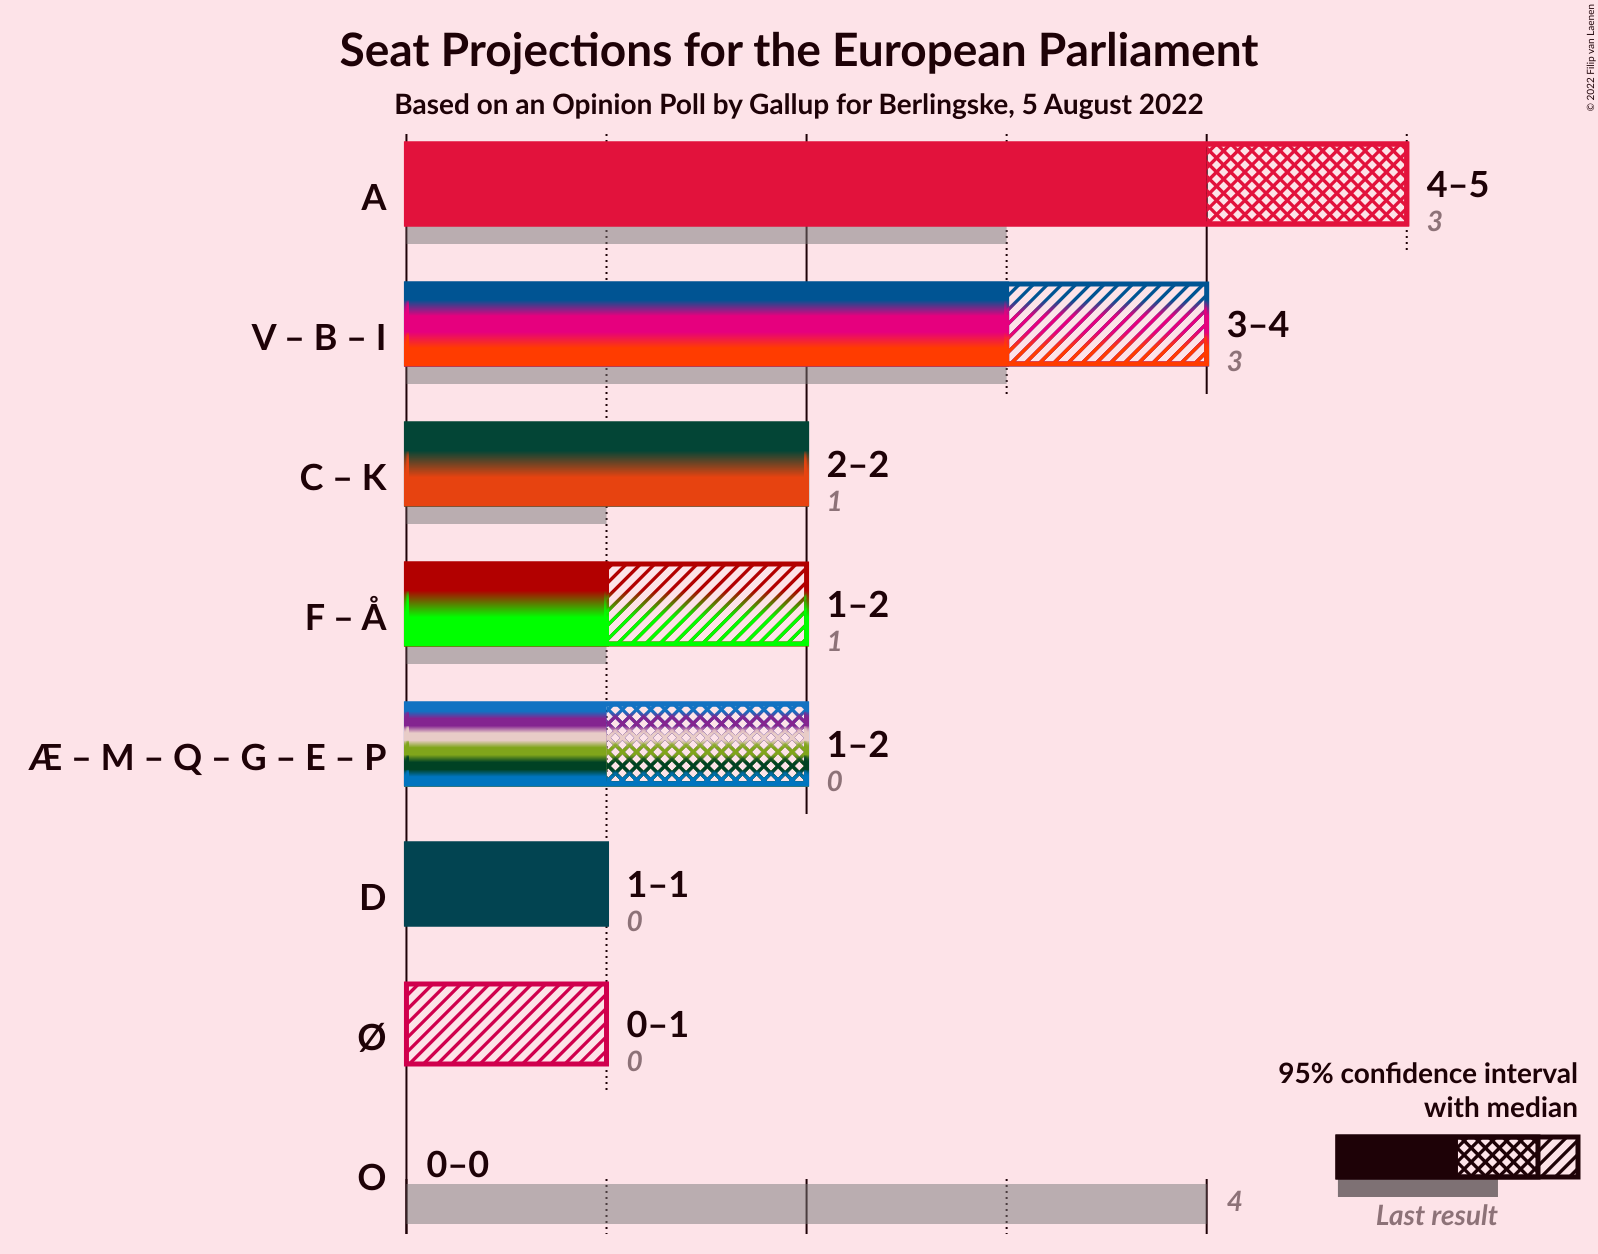 Seat Projections for the European Parliament
Based on an Opinion Poll by Gallup for Berlingske, 5 August 2022
© 2022 Filip van Laenen
A
4–5
3
V – B – I
3–4
3
C – K
2–2
1
F – Å
1–2
1
Æ – M – Q – G – E – P
1–2
0
D
1–1
0
Ø
0–1
0
O
0–0
4
95% confidence interval
with median
Last result